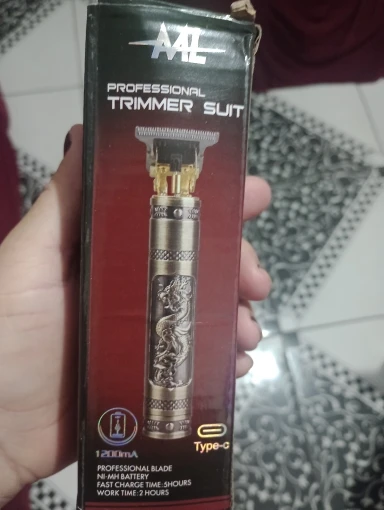 PROFESSIONAL
TRIMMER SUIT
1200mA
Type-c
PROFESSIONAL BLADE
NI-MH BATTERY
FAST CHARGE TIME:5HOURS
WORK TIME:2 HOURS